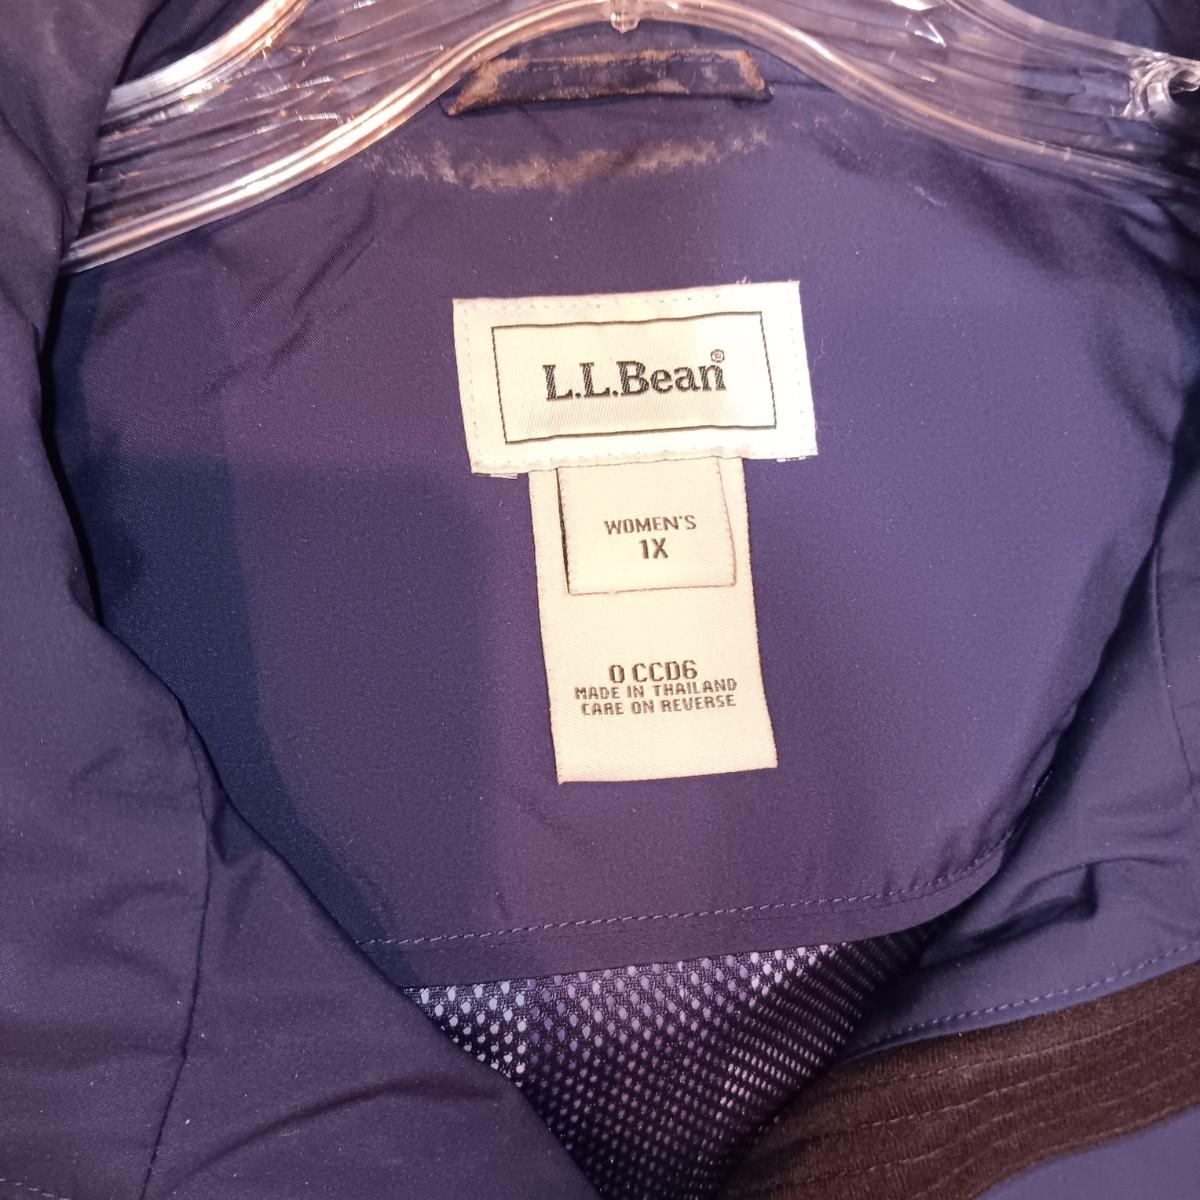 L.L.Bean®
WOMEN'S
1X
0 CCD6
MADE IN THAILAND
CARE ON REVERSE